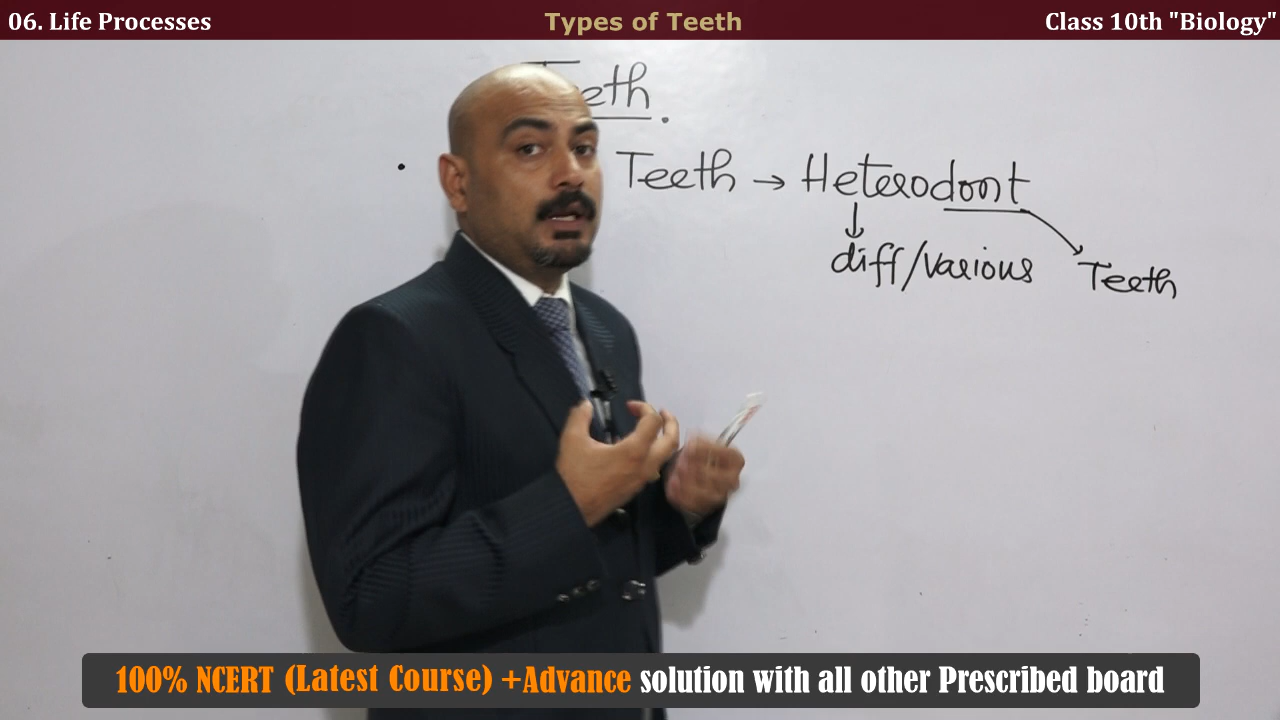 06. Life Processes
Types of Teeth
Class 10th "Biology"
eth.
• Teeth → Heterodont
diff/various
Teeth
100% NCERT (Latest Course) +Advance solution with all other Prescribed board